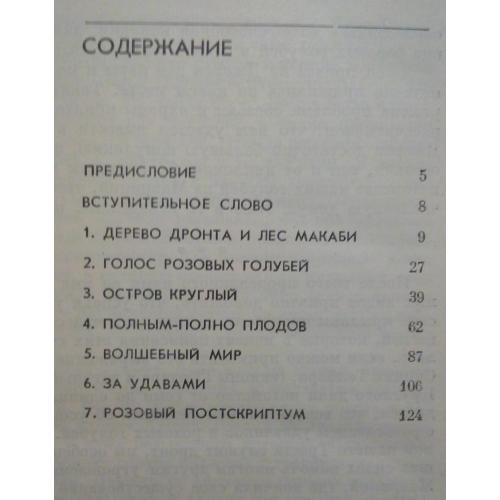 СОДЕРЖАНИЕ
ПРЕДИСЛОВИЕ 5
ВСТУПИТЕЛЬНОЕ СЛОВО 8
1. ДЕРЕВО ДРОНТА И ЛЕС МАКАБИ 9
2. ГОЛОС РОЗОВЫХ ГОЛУБЕЙ 27
3. ОСТРОВ КРУГЛЫЙ 39
4. ПОЛНЫМ-ПОЛНО ПЛОДОВ 62
5. ВОЛШЕБНЫЙ МИР 87
6. ЗА УДАВАМИ 106
7. РОЗОВЫЙ ПОСТСКРИПТУМ 124